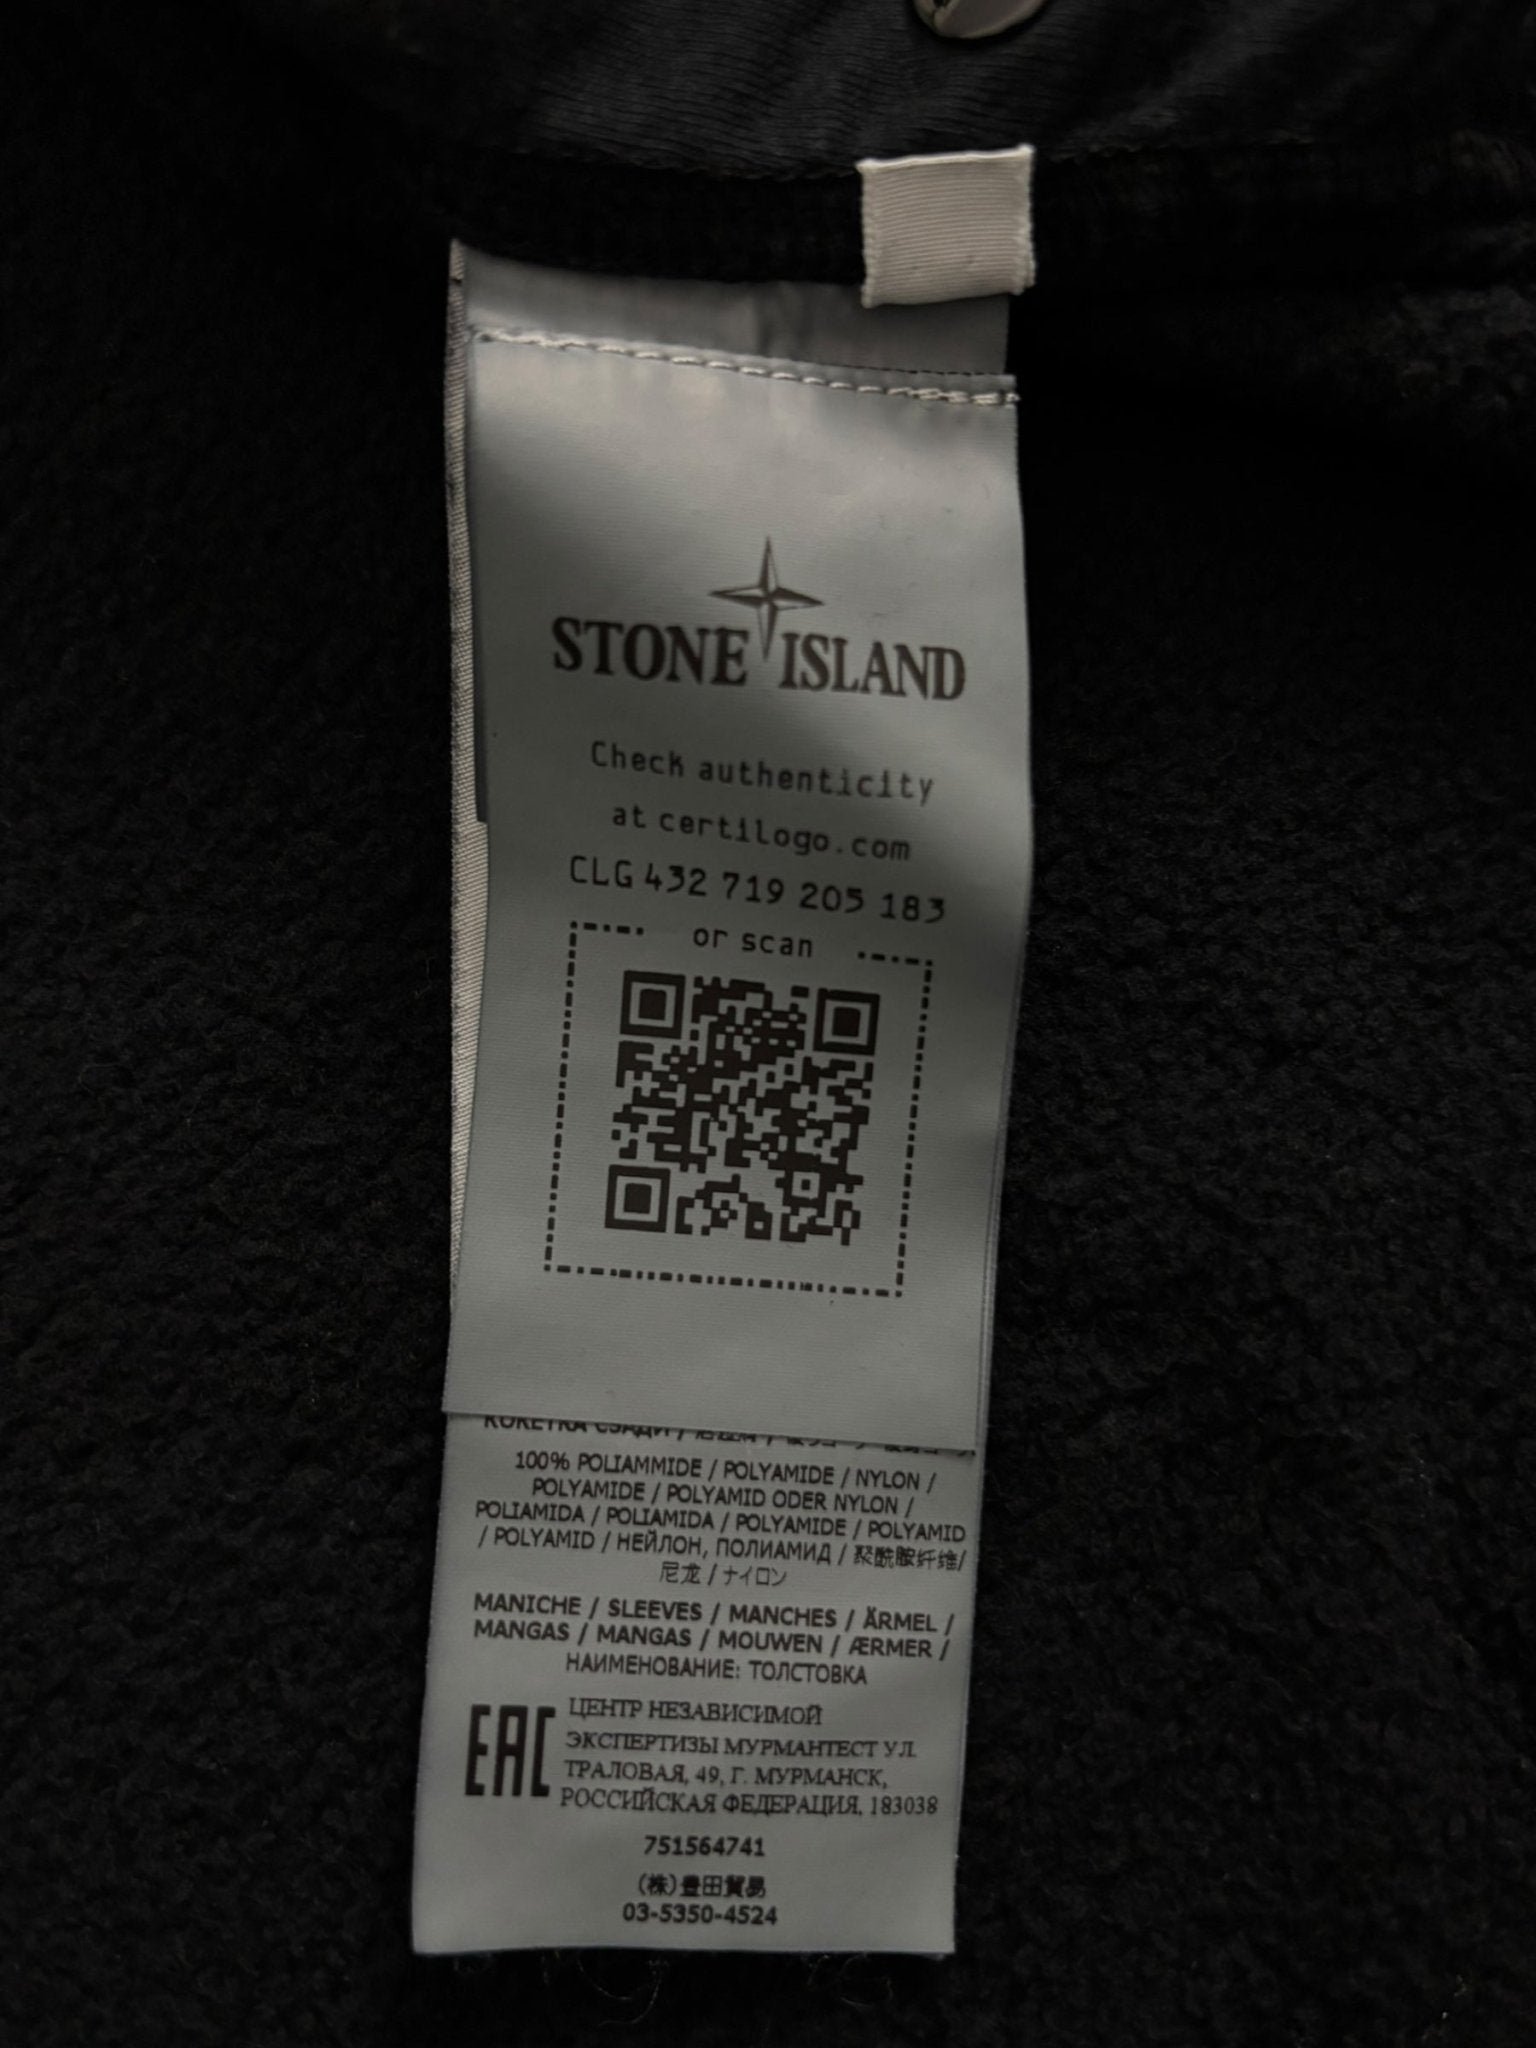 STONE ISLAND
Check authenticity
at certilogo.com
CLG 432 719 205 183
or scan
КОКЕТКА СЗАДИ /
100% POLIAMMIDE / POLYAMIDE / NYLON /
POLYAMIDE / POLYAMID ODER NYLON /
POLIAMIDA / POLIAMIDA / POLYAMIDE / POLYAMID
/ POLYAMID / НЕЙЛОН, ПОЛИАМИД / 聚酰胺纤维/
尼龙 / ナイロン
MANICHE / SLEEVES / MANCHES / ÄRMEL /
MANGAS / MANGAS / MOUWEN / ÆRMER /
НАИМЕНОВАНИЕ: ТОЛСТОВКА
EAC
ЦЕНТР НЕЗАВИСИМОЙ
ЭКСПЕРТИЗЫ МУРМАНТЕСТ УЛ.
ТРАЛОВАЯ, 49, Г. МУРМАНСК,
РОССИЙСКАЯ ФЕДЕРАЦИЯ, 183038
751564741
(株)豊田貿易
03-5350-4524